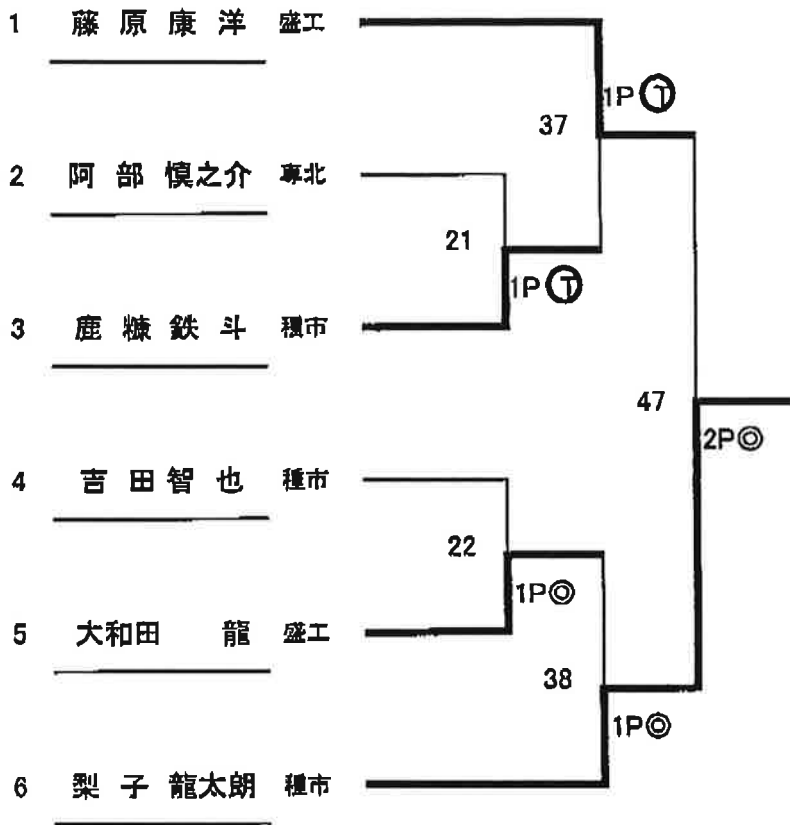 1 藤原康洋 盛工
1P Ⓣ
37
2 阿部慎之介 専北
21
1P Ⓣ
3 鹿糠鉄斗 種市
47
2P◎
4 吉田智也 種市
22
1P◎
5 大和田 龍 盛工
38
1P◎
6 梨子龍太朗 種市